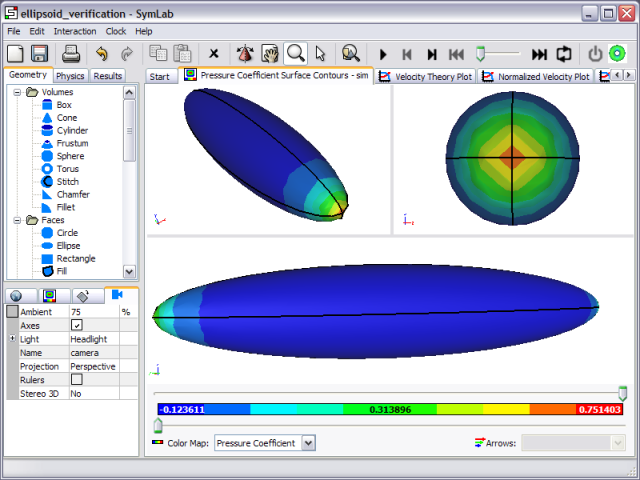 ellipsoid_verification - SymLab
File Edit Interaction Clock Help
Geometry Physics Results
Start Pressure Coefficient Surface Contours - sim Velocity Theory Plot Normalized Velocity Plot
Volumes
Box
Cone
Cylinder
Frustum
Sphere
Torus
Stitch
Chamfer
Fillet
Faces
Circle
Ellipse
Rectangle
Fill
Ambient 75 %
Axes
Light Headlight
Name camera
Projection Perspective
Rulers
Stereo 3D No
-0.123611 0.313896 0.751403
Color Map: Pressure Coefficient Arrows: